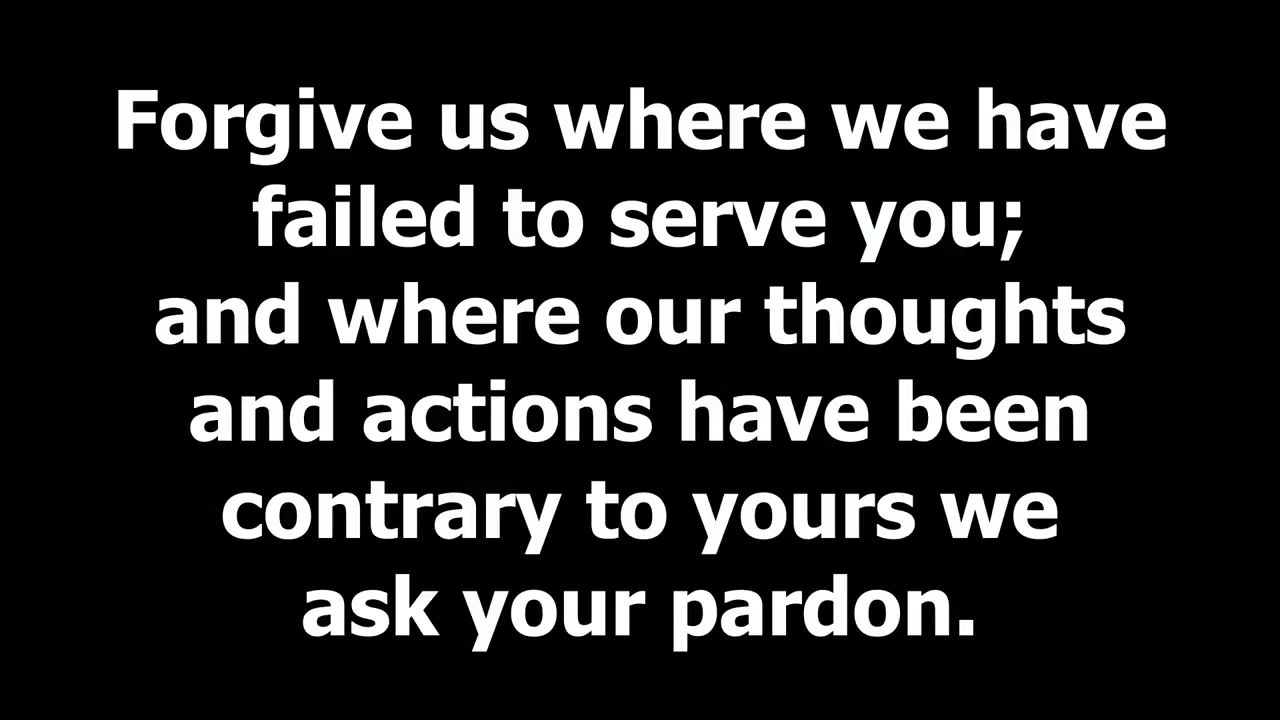 Forgive us where we have
failed to serve you;
and where our thoughts
and actions have been
contrary to yours we
ask your pardon.